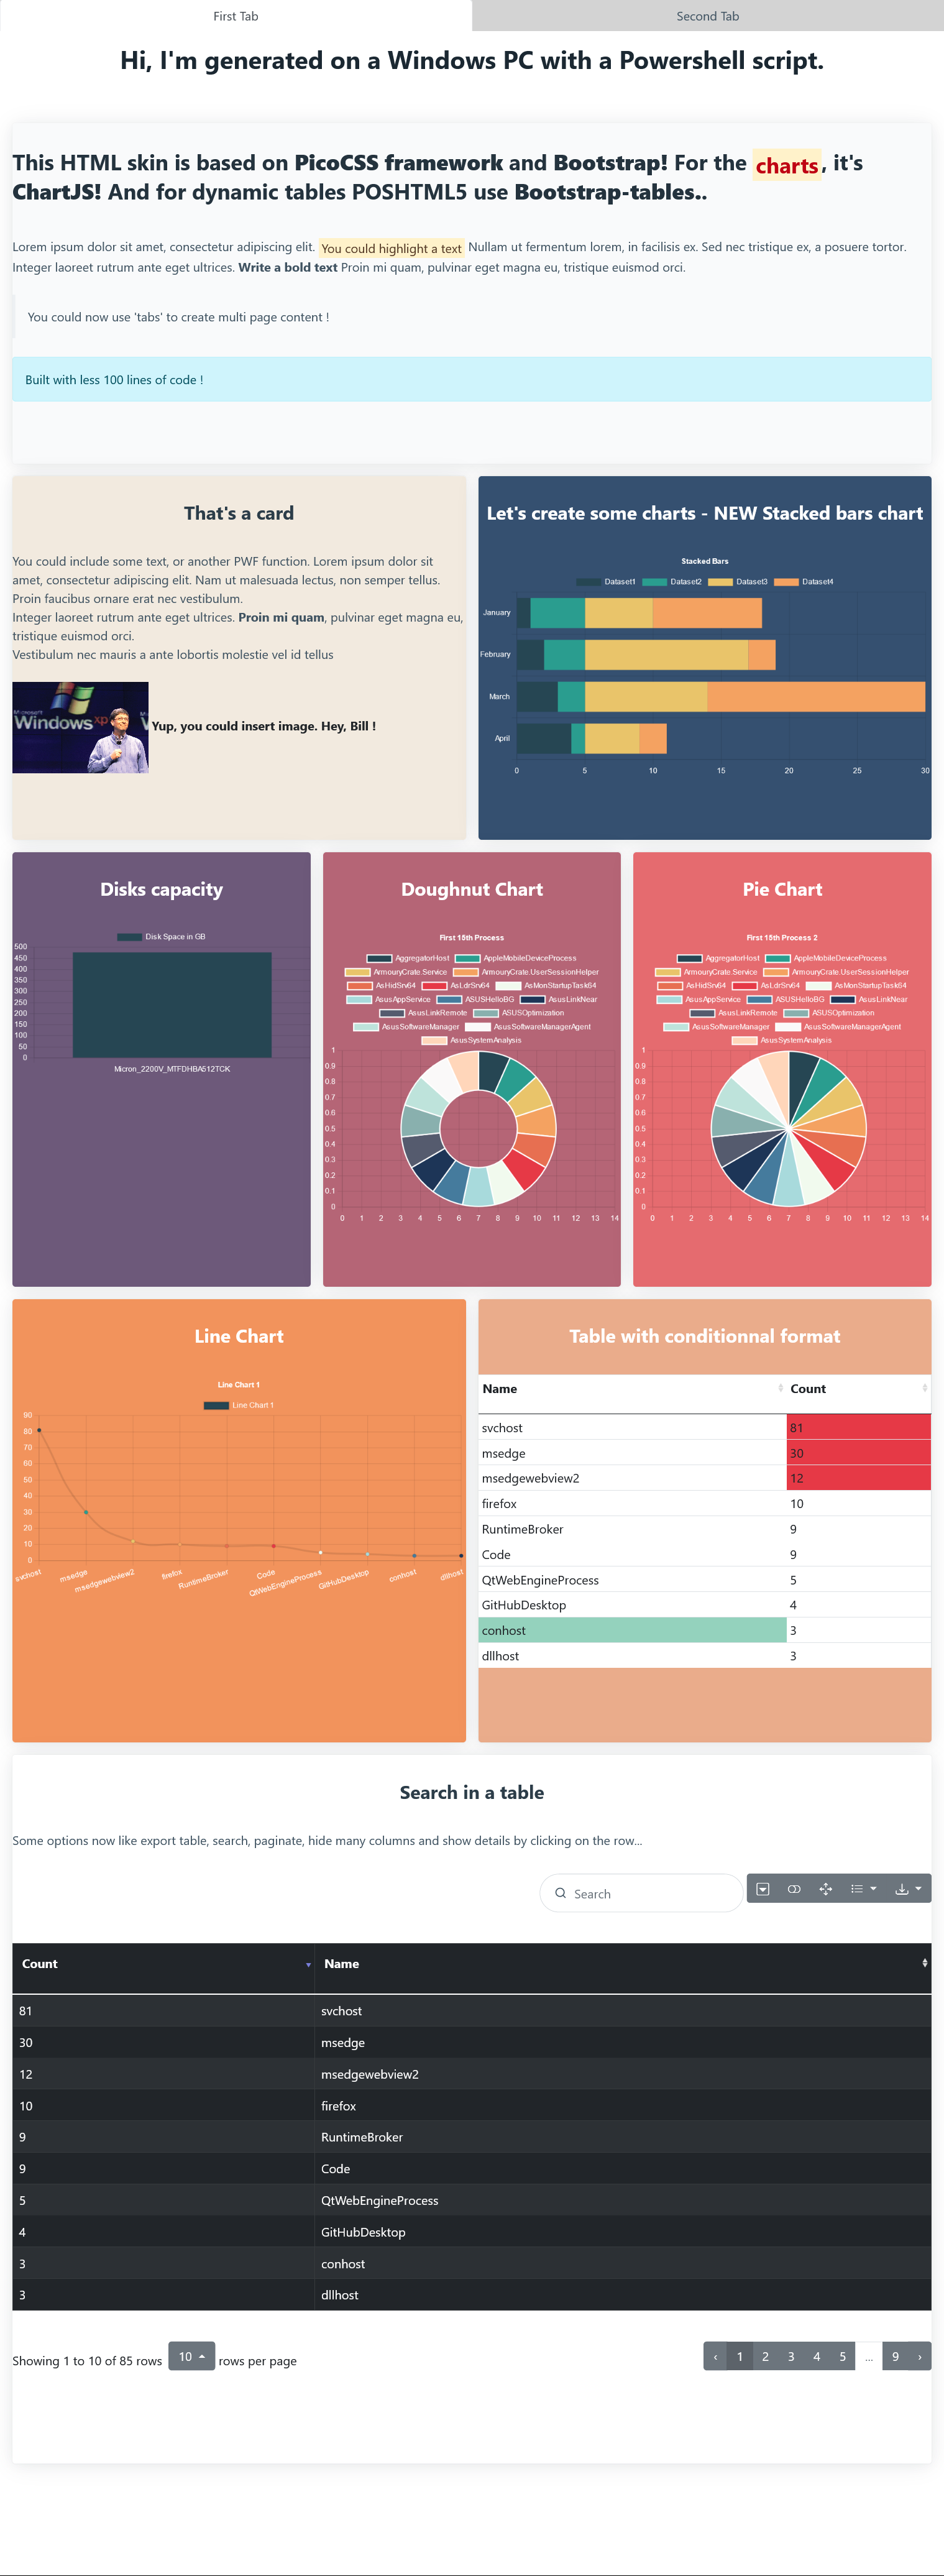 First Tab
Second Tab
Hi, I'm generated on a Windows PC with a Powershell script.
This HTML skin is based on PicoCSS framework and Bootstrap! For the charts, it's
ChartJS! And for dynamic tables POSHTML5 use Bootstrap-tables..
Lorem ipsum dolor sit amet, consectetur adipiscing elit. You could highlight a text Nullam ut fermentum lorem, in facilisis ex. Sed nec tristique ex, a posuere tortor.
Integer laoreet rutrum ante eget ultrices. Write a bold text Proin mi quam, pulvinar eget magna eu, tristique euismod orci.
You could now use 'tabs' to create multi page content !
Built with less 100 lines of code !
That's a card
You could include some text, or another PWF function. Lorem ipsum dolor sit
amet, consectetur adipiscing elit. Nam ut malesuada lectus, non semper tellus.
Proin faucibus ornare erat nec vestibulum.
Integer laoreet rutrum ante eget ultrices. Proin mi quam, pulvinar eget magna eu,
tristique euismod orci.
Vestibulum nec mauris a ante lobortis molestie vel id tellus
Windows xp
Yup, you could insert image. Hey, Bill !
Let's create some charts - NEW Stacked bars chart
Stacked Bars
Dataset1 Dataset2 Dataset3 Dataset4
January
February
March
April
0 5 10 15 20 25 30
Disks capacity
Disk Space in GB
500
450
400
350
300
250
200
150
100
50
0
Micron_2200V_MTFDHBA512TCK
Doughnut Chart
First 15th Process
AggregatorHost AppleMobileDeviceProcess
ArmouryCrate.Service ArmouryCrate.UserSessionHelper
AsHidSrv64 AsLdrSrv64 AsMonStartupTask64
AsusAppService ASUSHelloBG AsusLinkNear
AsusLinkRemote ASUSOptimization
AsusSoftwareManager AsusSoftwareManagerAgent
AsusSystemAnalysis
1
0.9
0.8
0.7
0.6
0.5
0.4
0.3
0.2
0.1
0
0 1 2 3 4 5 6 7 8 9 10 11 12 13 14
Pie Chart
First 15th Process 2
AggregatorHost AppleMobileDeviceProcess
ArmouryCrate.Service ArmouryCrate.UserSessionHelper
AsHidSrv64 AsLdrSrv64 AsMonStartupTask64
AsusAppService ASUSHelloBG AsusLinkNear
AsusLinkRemote ASUSOptimization
AsusSoftwareManager AsusSoftwareManagerAgent
AsusSystemAnalysis
1
0.9
0.8
0.7
0.6
0.5
0.4
0.3
0.2
0.1
0
0 1 2 3 4 5 6 7 8 9 10 11 12 13 14
Line Chart
Line Chart 1
Line Chart 1
90
80
70
60
50
40
30
20
10
0
svchost msedge msedgewebview2 firefox RuntimeBroker Code QtWebEngineProcess GitHubDesktop conhost dllhost
Table with conditionnal format
Name Count
svchost 81
msedge 30
msedgewebview2 12
firefox 10
RuntimeBroker 9
Code 9
QtWebEngineProcess 5
GitHubDesktop 4
conhost 3
dllhost 3
Search in a table
Some options now like export table, search, paginate, hide many columns and show details by clicking on the row...
Search
Count Name
81 svchost
30 msedge
12 msedgewebview2
10 firefox
9 RuntimeBroker
9 Code
5 QtWebEngineProcess
4 GitHubDesktop
3 conhost
3 dllhost
Showing 1 to 10 of 85 rows 10 rows per page
‹ 1 2 3 4 5 ... 9 ›